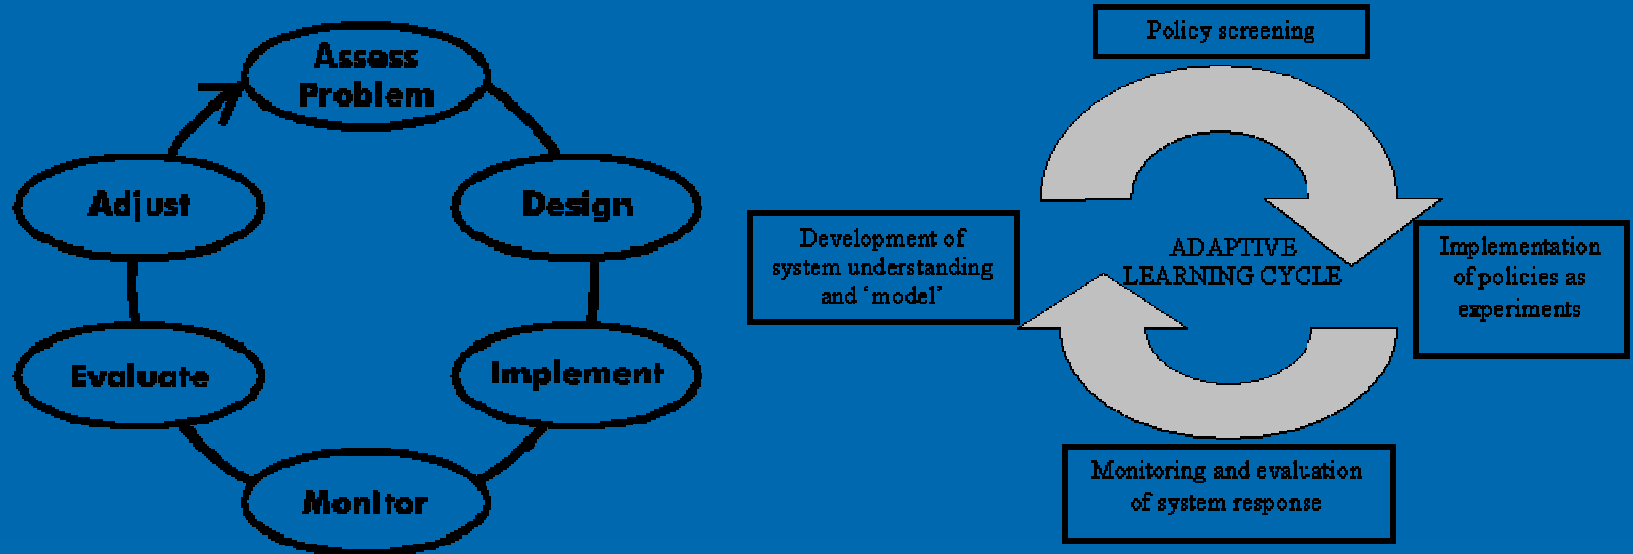 Assess
Problem
Design
Implement
Monitor
Evaluate
Adjust
Policy screening
Implementation
of policies as
experiments
Monitoring and evaluation
of system response
Development of
system understanding
and ‘model’
ADAPTIVE
LEARNING CYCLE